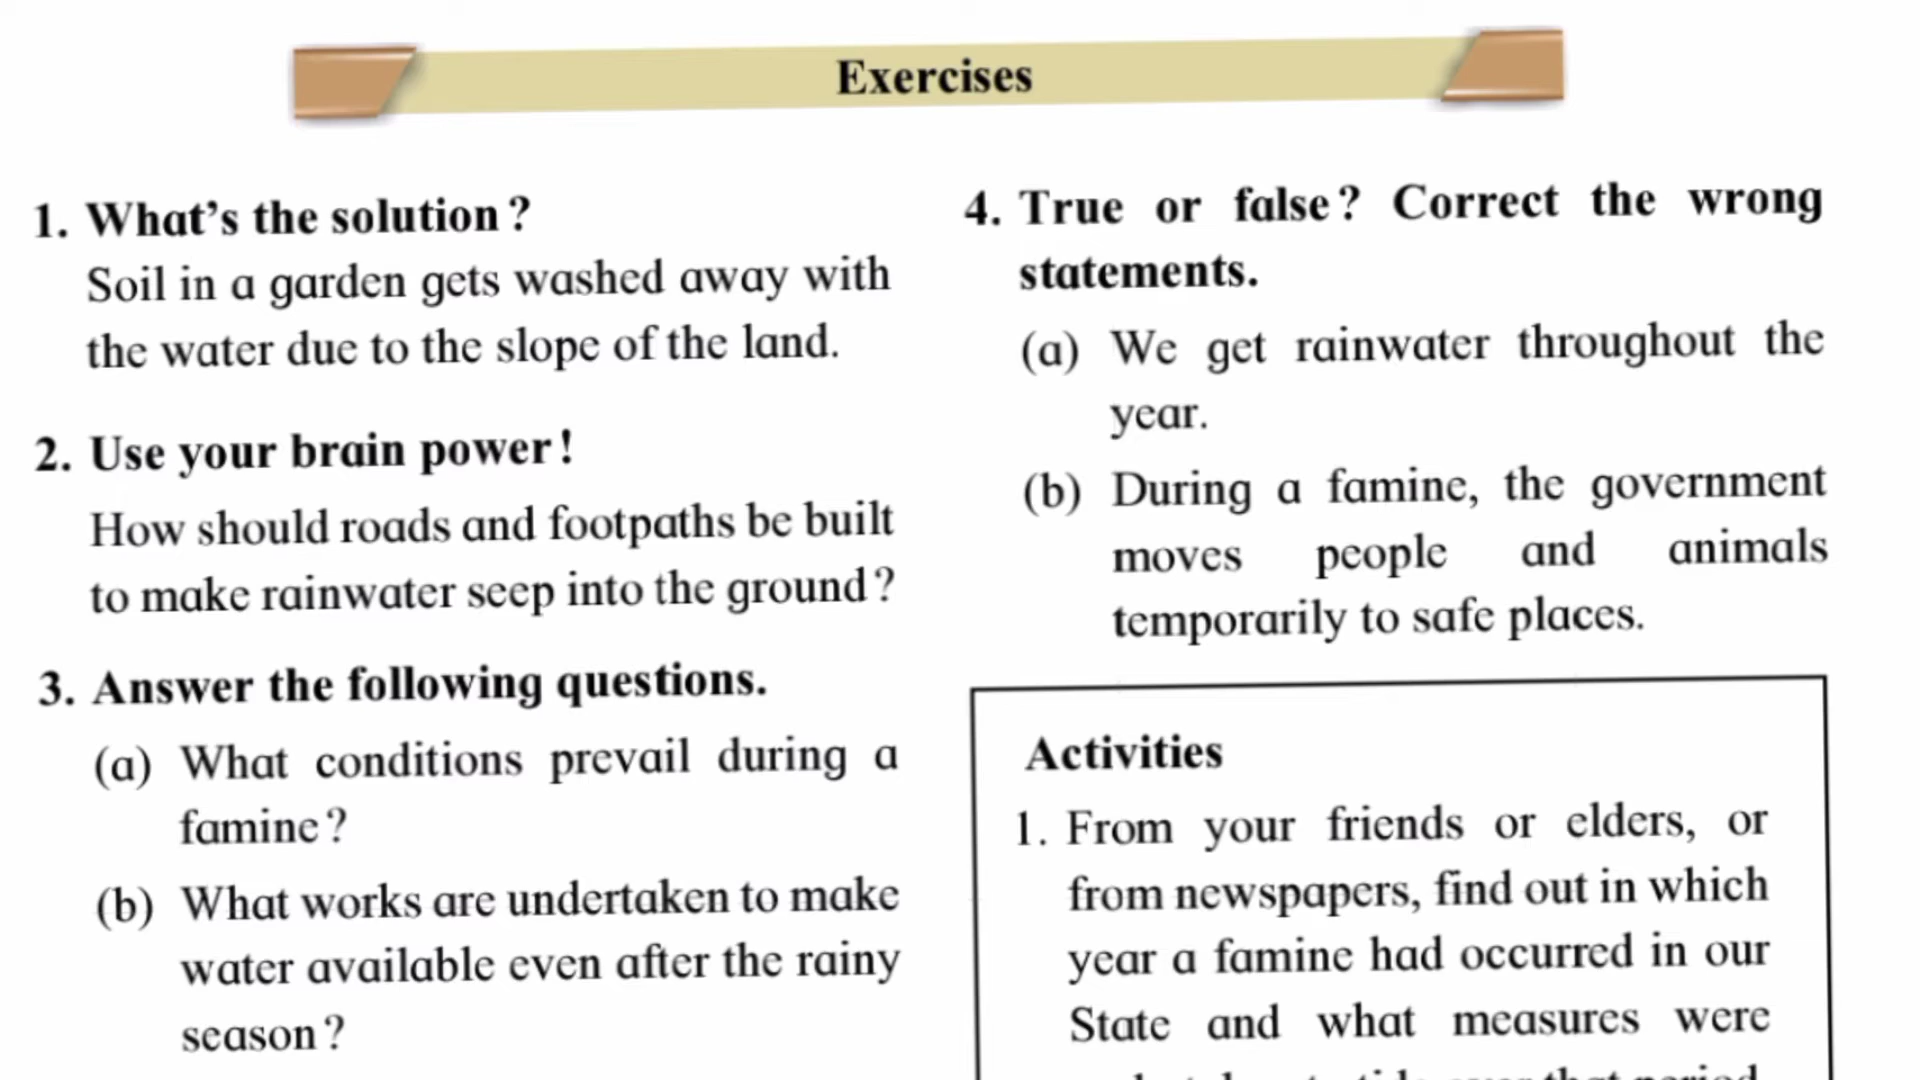 Exercises
1. What's the solution ?
Soil in a garden gets washed away with
the water due to the slope of the land.
2. Use your brain power !
How should roads and footpaths be built
to make rainwater seep into the ground ?
3. Answer the following questions.
(a) What conditions prevail during a
famine ?
(b) What works are undertaken to make
water available even after the rainy
season ?
4. True or false ? Correct the wrong
statements.
(a) We get rainwater throughout the
year.
(b) During a famine, the government
moves people and animals
temporarily to safe places.
Activities
1. From your friends or elders, or
from newspapers, find out in which
year a famine had occurred in our
State and what measures were
that period